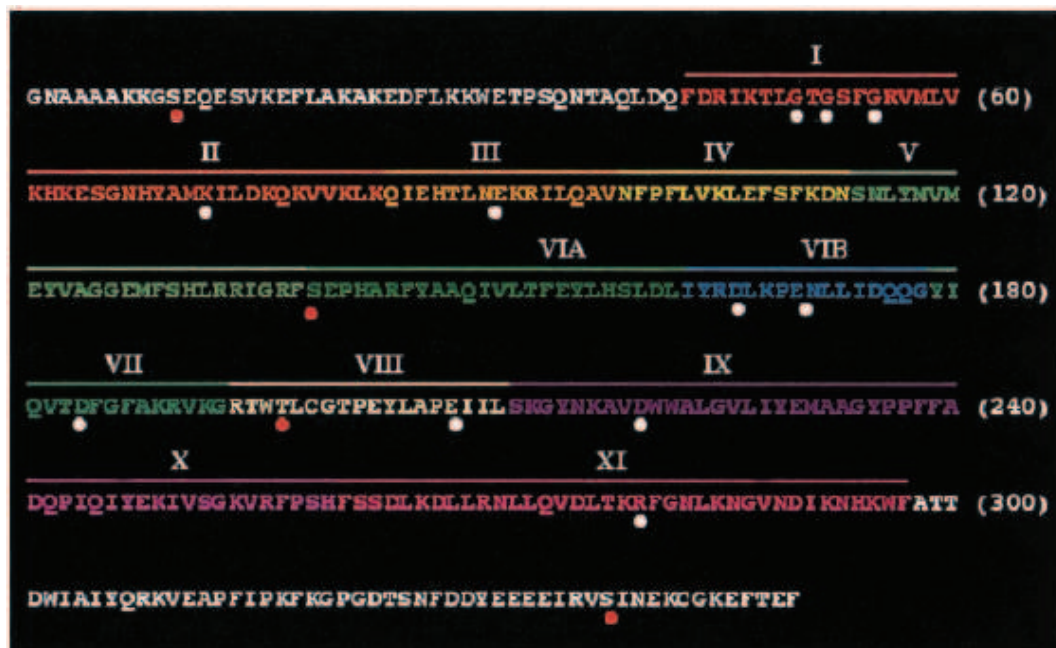 I
GNAAAAKKGSEQESVKEFLAKAKEDFLKKWETPSQNTAQLDQFDRIKTLGTGSFGRVMLV (60)
II III IV V
KHKESGNHYAMKILDKQKVVKLKQIEHTLNEKRILQAVNFPFLVKLEFSFKDNSNLYMVM (120)
VIA VIB
EYVAGGEMFSHLRRIGRFSEPHARFYAAQIVLTFEYLHSLDLIYRDLKPENLLIDQQGYI (180)
VII VIII IX
QVTDFGFAKRVKGRTWTLCGTPEYLAPEIILSKGYNKAVDWWALGVLIYEMAAGYPPFFA (240)
X XI
DQPIQIYEKIVSGKVRFPSHFSSDLKDLLRNLLQVDLTKRFGNLKNGVNDIKNHKWFATT (300)
DWIAIYQRKVEAPFIPKFKGPGDTSNFDDYEEEEIRVSINEKCGKEFTEF